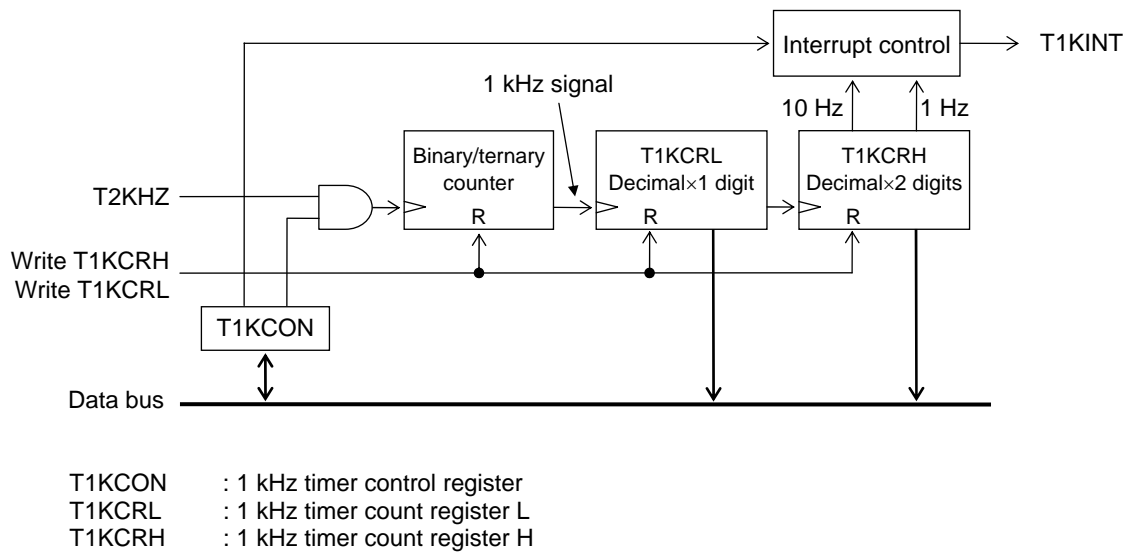 Interrupt control
T1KINT
1 kHz signal
10 Hz
1 Hz
Binary/ternary
counter
T1KCRL
Decimal×1 digit
T1KCRH
Decimal×2 digits
T2KHZ
R
R
R
Write T1KCRH
Write T1KCRL
T1KCON
Data bus
T1KCON : 1 kHz timer control register
T1KCRL : 1 kHz timer count register L
T1KCRH : 1 kHz timer count register H